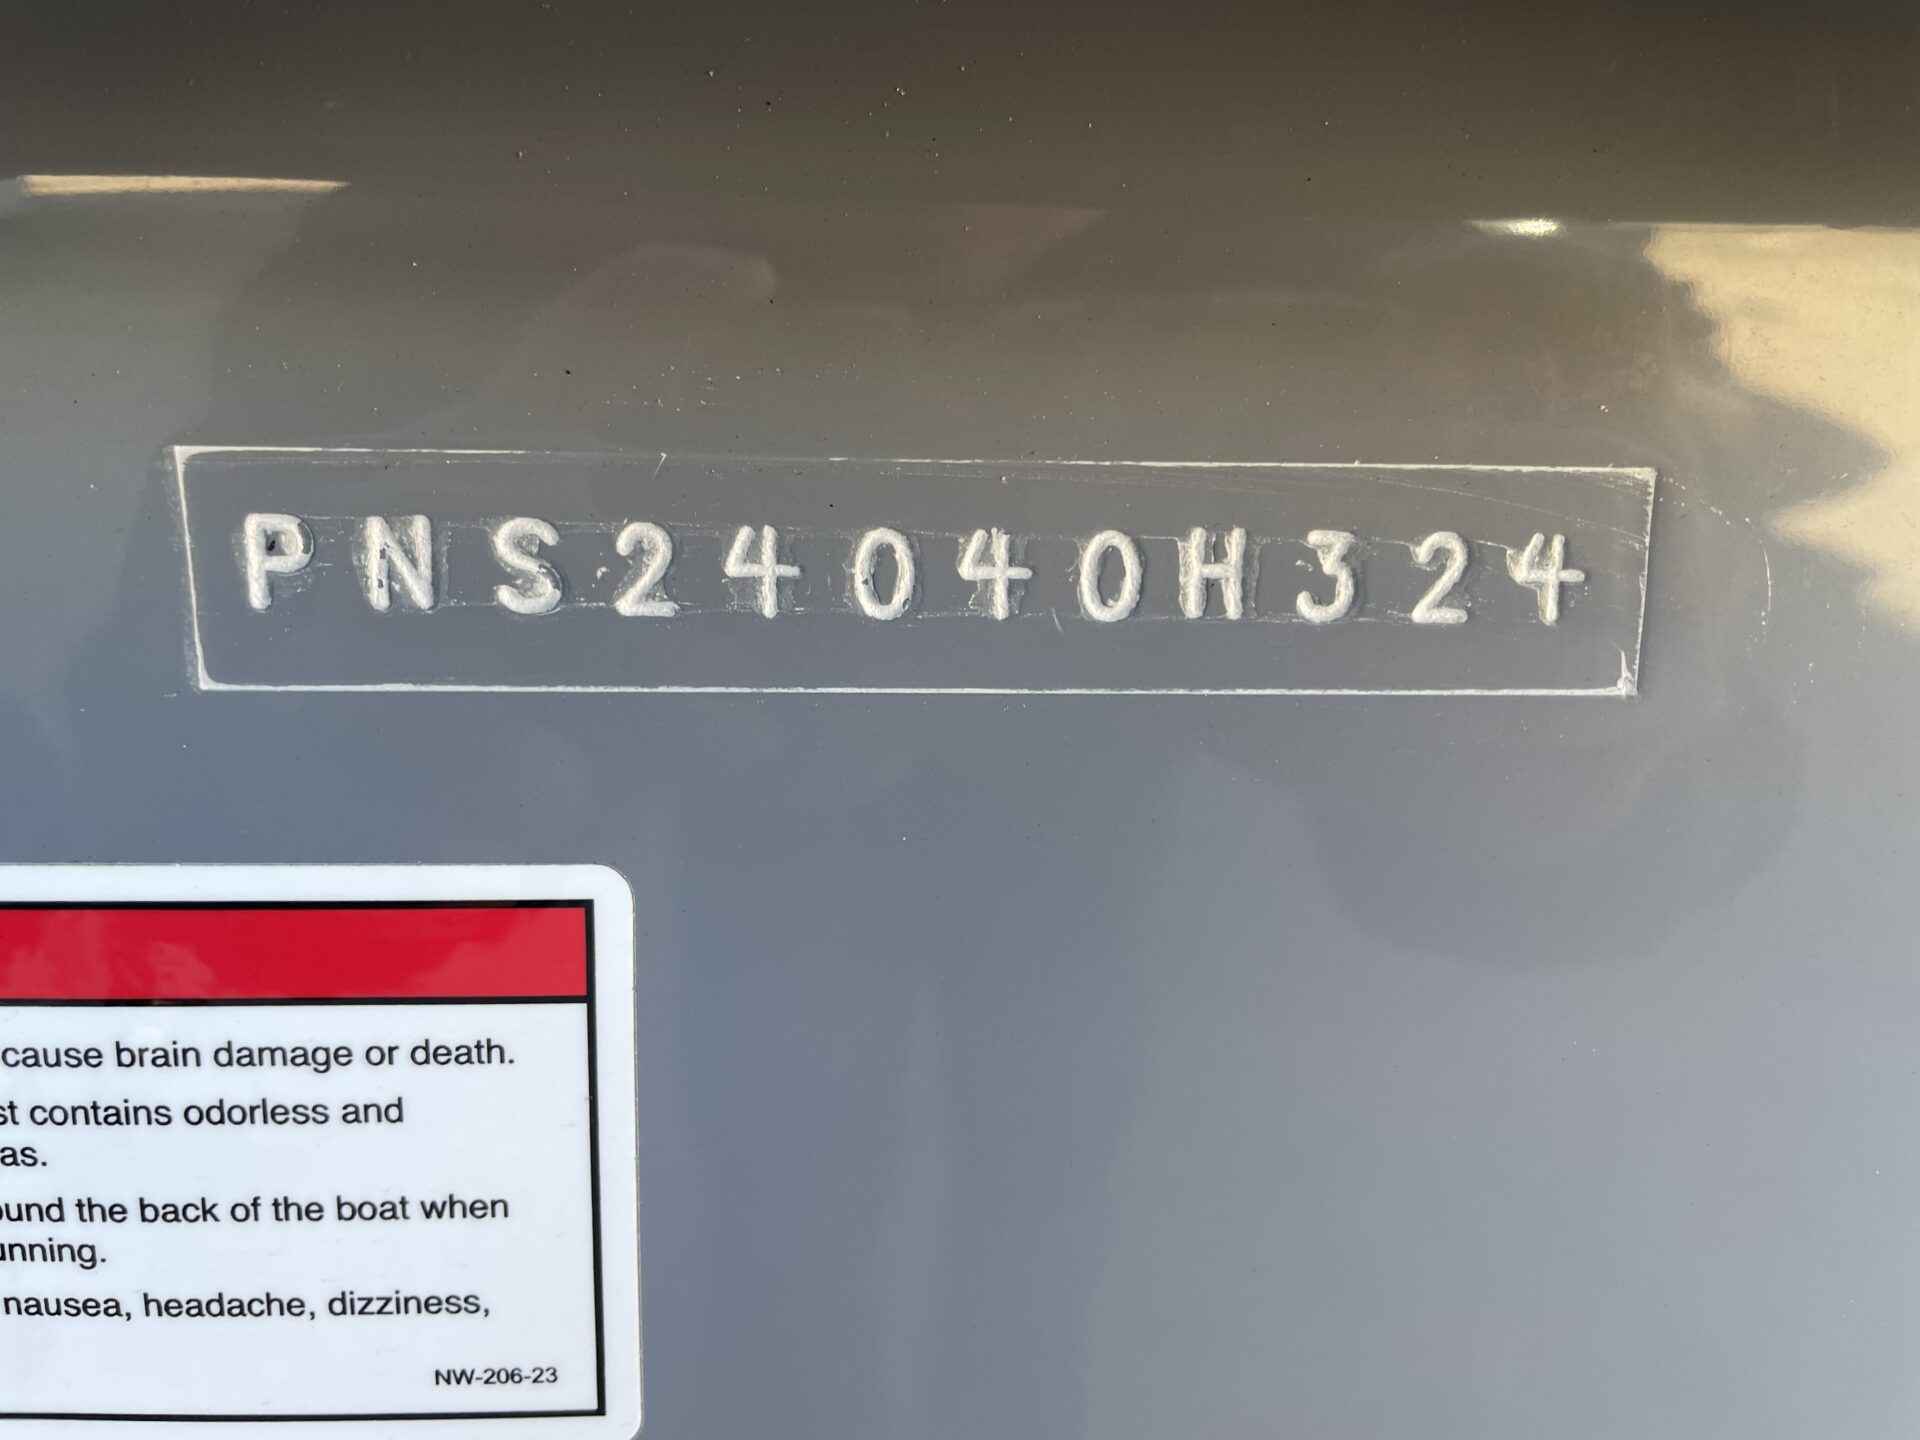 PNS24040H324
cause brain damage or death.
st contains odorless and
as.
ound the back of the boat when
unning.
nausea, headache, dizziness,
NW-206-23